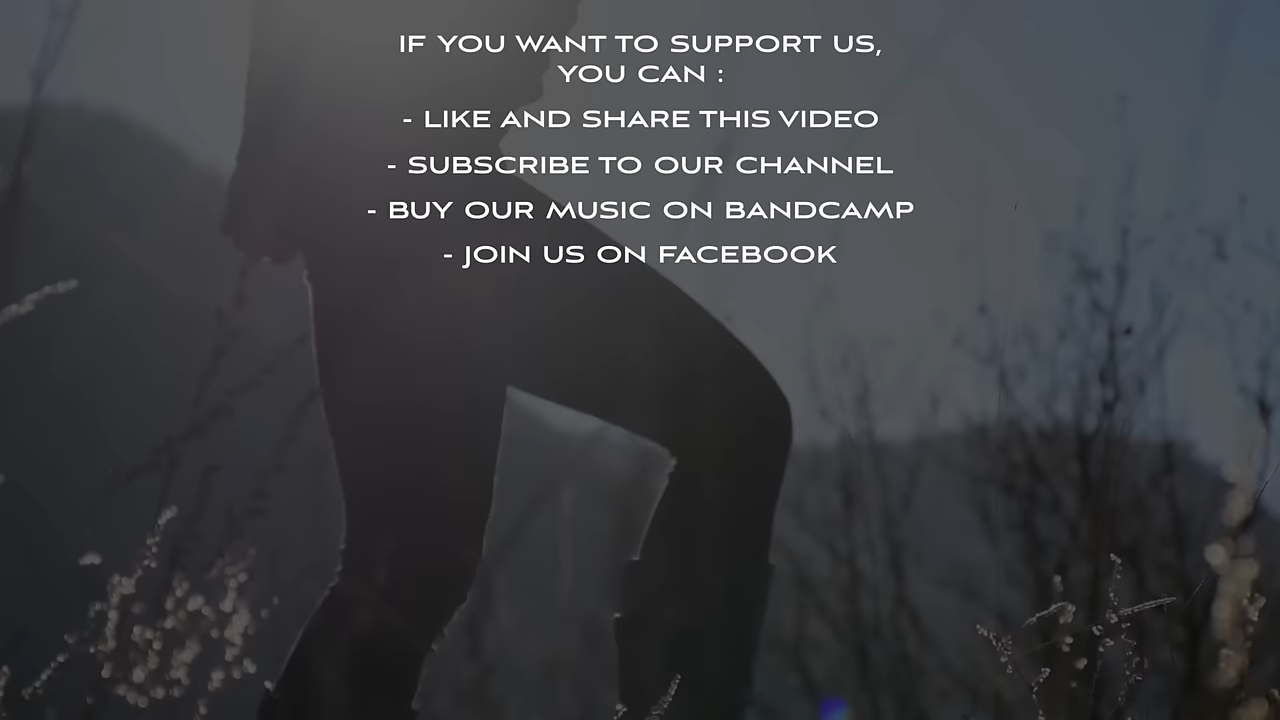 IF YOU WANT TO SUPPORT US,
YOU CAN :
- LIKE AND SHARE THIS VIDEO
- SUBSCRIBE TO OUR CHANNEL
- BUY OUR MUSIC ON BANDCAMP
- JOIN US ON FACEBOOK